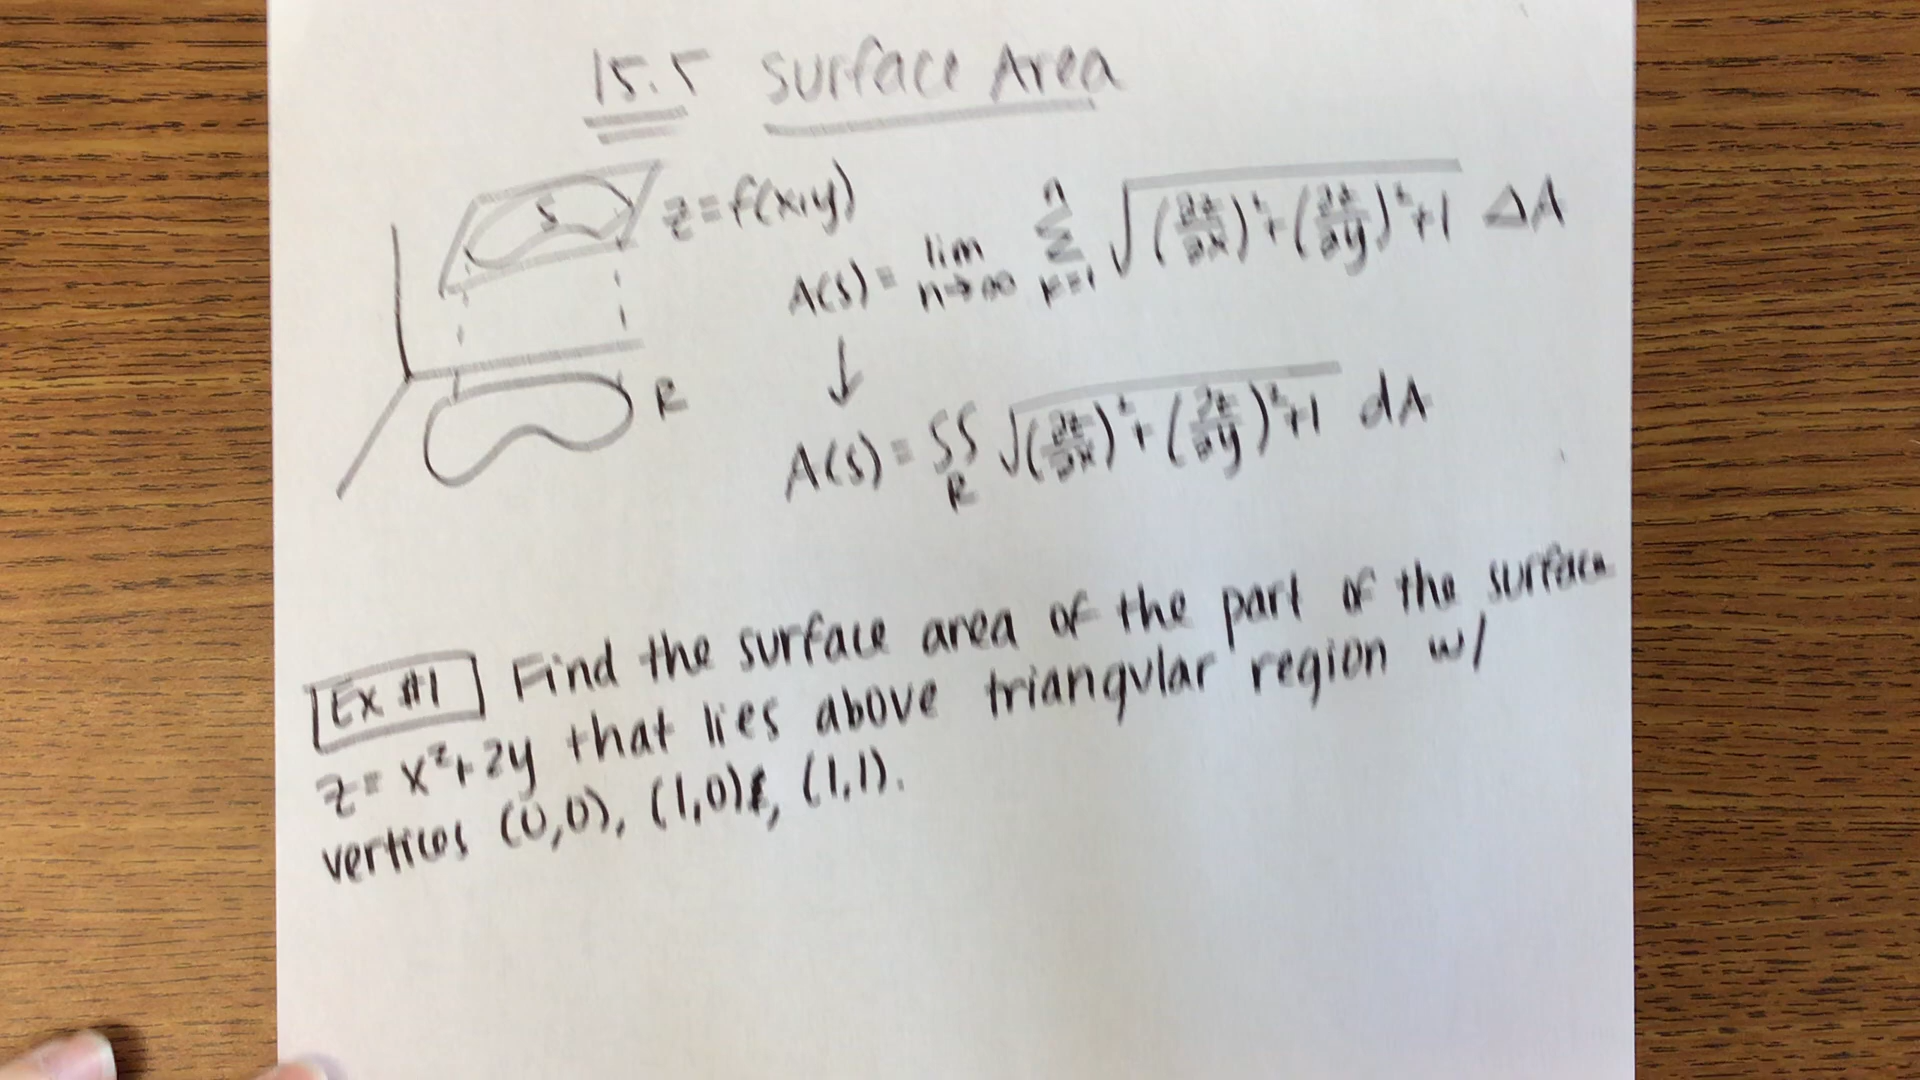 15.5 Surface Area
S
z=f(x,y)
A(S) = lim n→∞ Σ k=1 n √((∂z/∂x)²+(∂z/∂y)²+1) ΔA
↓
R
A(S) = ∫∫ R √((∂z/∂x)²+(∂z/∂y)²+1) dA
Ex #1 Find the surface area of the part of the surface
z= x²+2y that lies above triangular region w/
vertices (0,0), (1,0)&, (1,1).